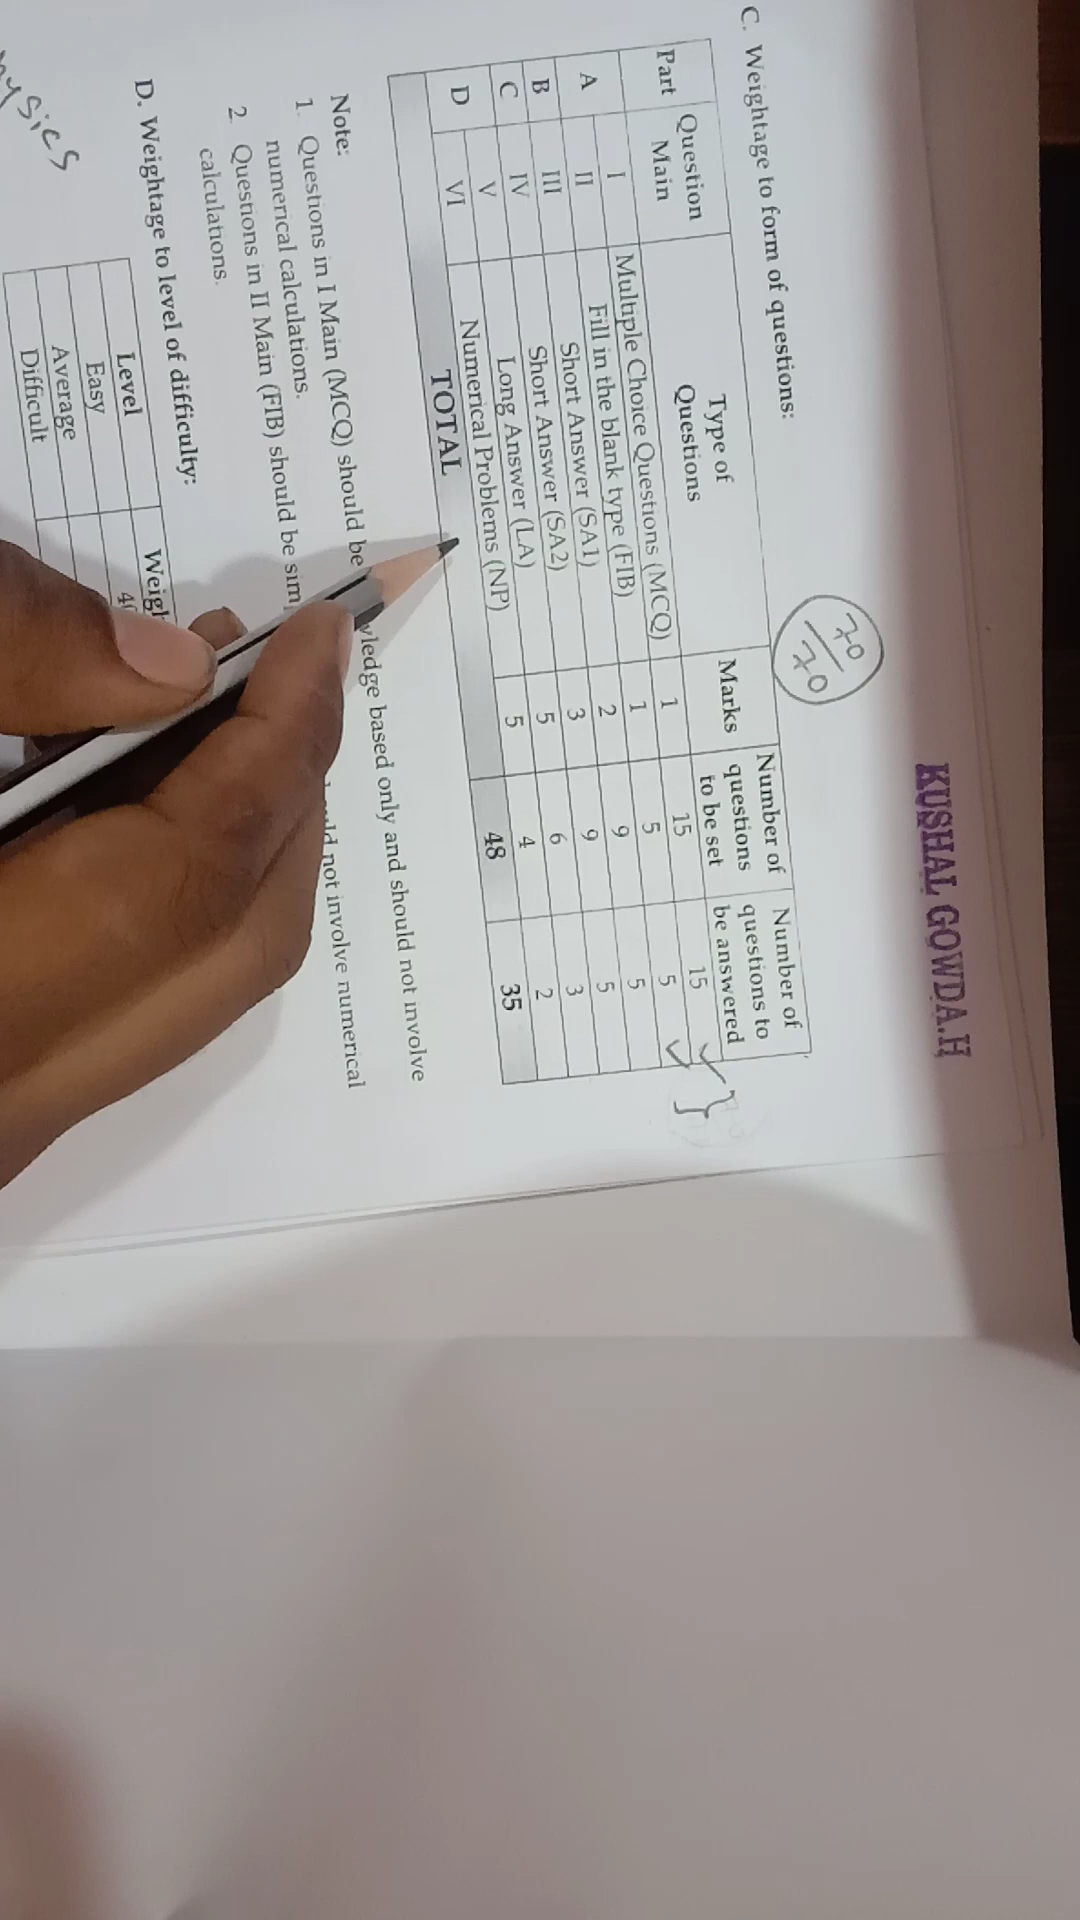 KUSHAL GOWDA.H
70
70
C. Weightage to form of questions:
Part Question Main Type of Questions Marks Number of questions to be set Number of questions to be answered
A I Multiple Choice Questions (MCQ) 1 15 15
II Fill in the blank type (FIB) 1 5 5
B III Short Answer (SA1) 2 9 5
C IV Short Answer (SA2) 3 9 5
D V Long Answer (LA) 5 6 3
VI Numerical Problems (NP) 5 4 2
TOTAL 48 35
Note:
1. Questions in I Main (MCQ) should be based only and should not involve
numerical calculations.
2. Questions in II Main (FIB) should be not involve numerical
calculations.
D. Weightage to level of difficulty:
Level
Easy
Average
Difficult